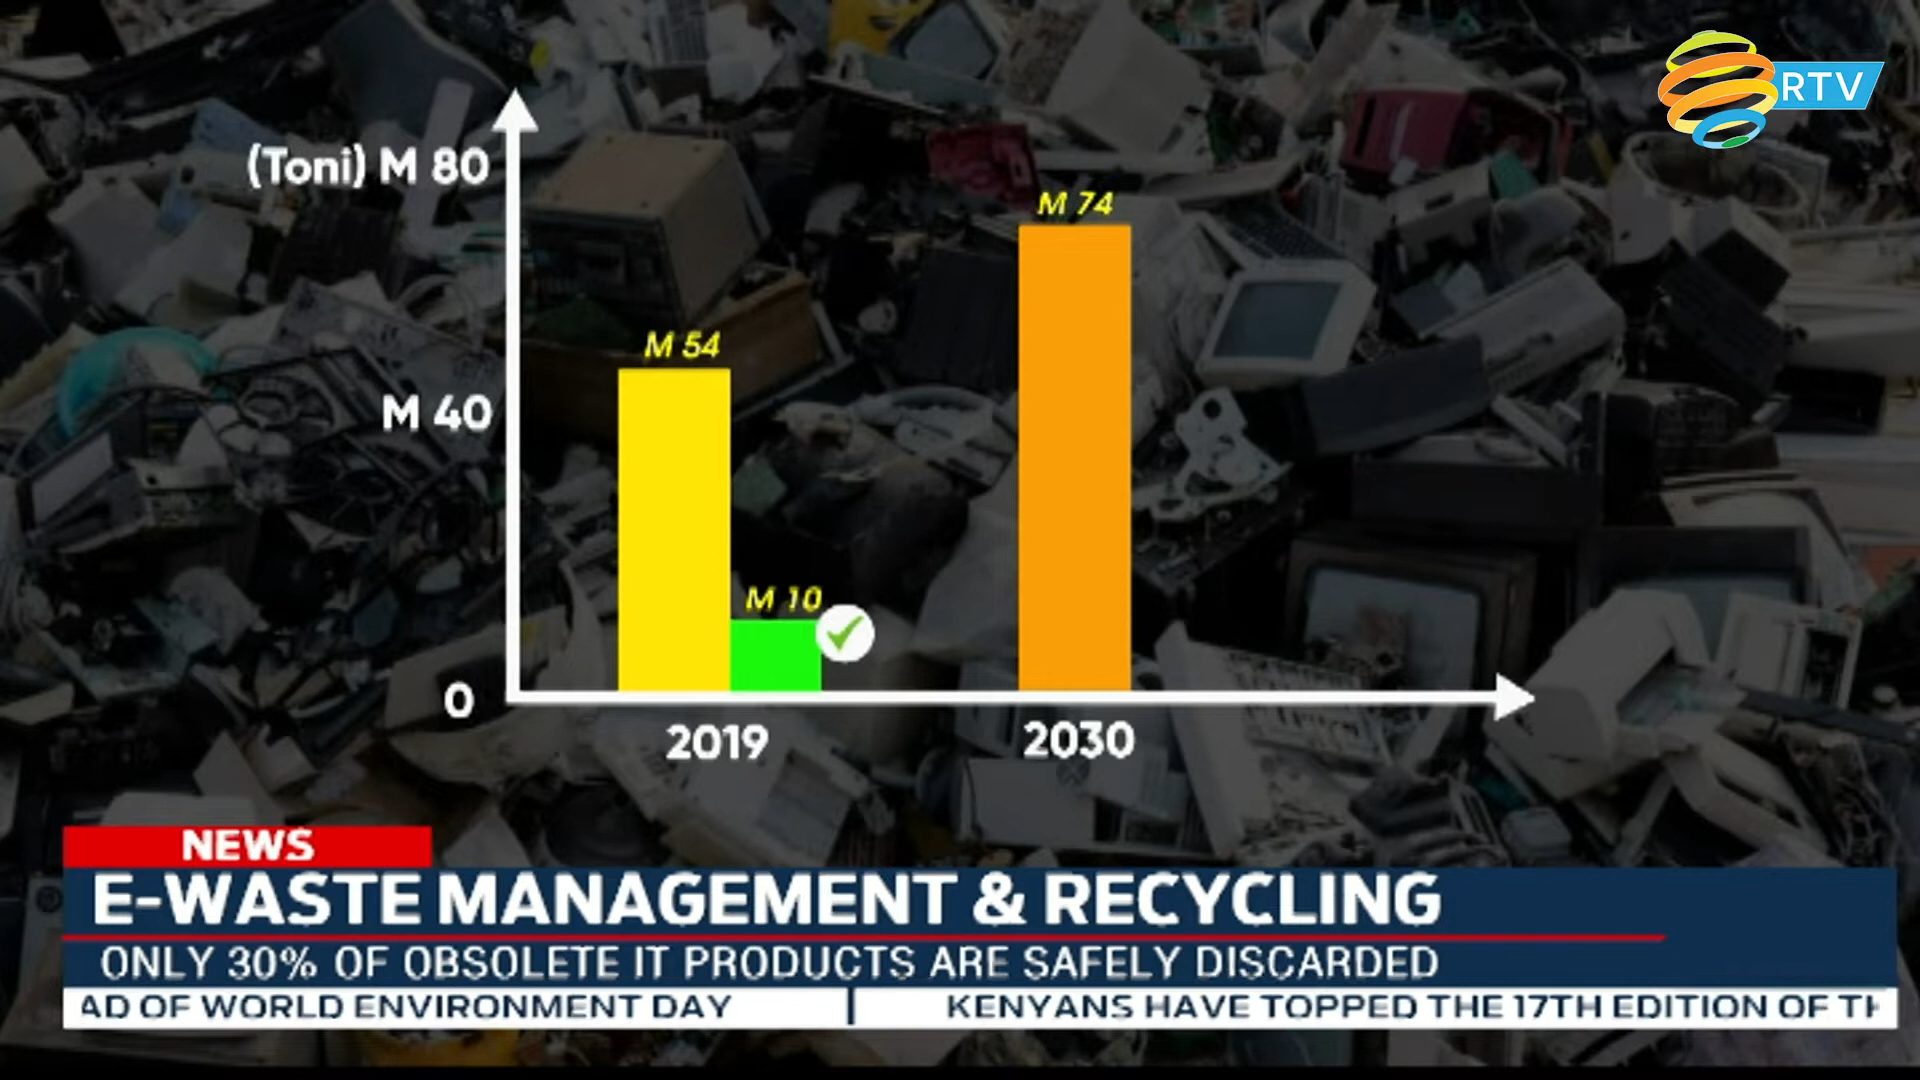 RTV
(Toni) M 80
M 74
M 54
M 40
M 10
0
2019
2030
NEWS
E-WASTE MANAGEMENT & RECYCLING
ONLY 30% OF OBSOLETE IT PRODUCTS ARE SAFELY DISCARDED
AD OF WORLD ENVIRONMENT DAY
KENYANS HAVE TOPPED THE 17TH EDITION OF TH